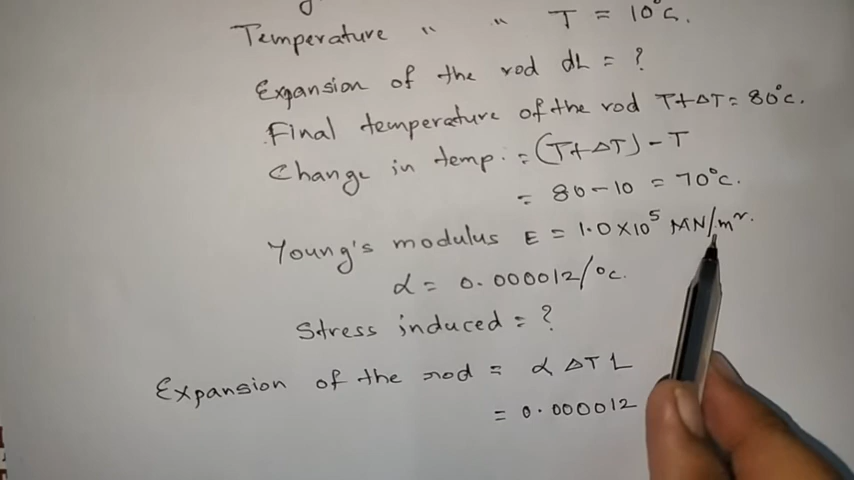 Temperature " " T = 10°C.
Expansion of the rod dL = ?
Final temperature of the rod T+ΔT = 80°C.
Change in temp. = (T+ΔT) - T
= 80-10 = 70°C.
Young's modulus E = 1.0×10⁵ MN/m².
α = 0.000012/°C.
Stress induced = ?
Expansion of the rod = α ΔT L
= 0.000012